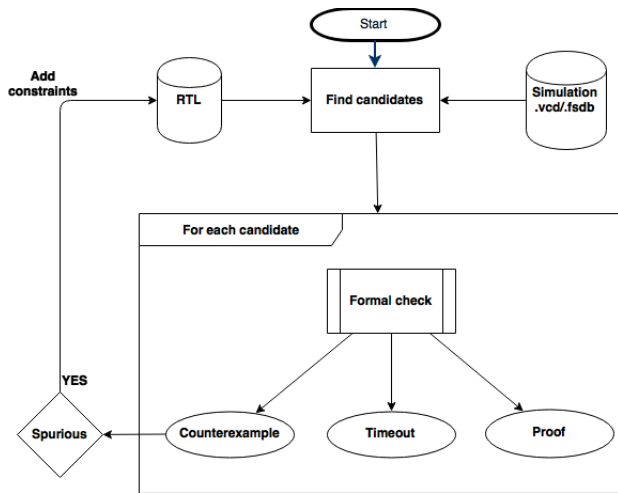 Start
Add
constraints
RTL
Find candidates
Simulation
.vcd/.fsdb
For each candidate
Formal check
YES
Spurious
Counterexample
Timeout
Proof